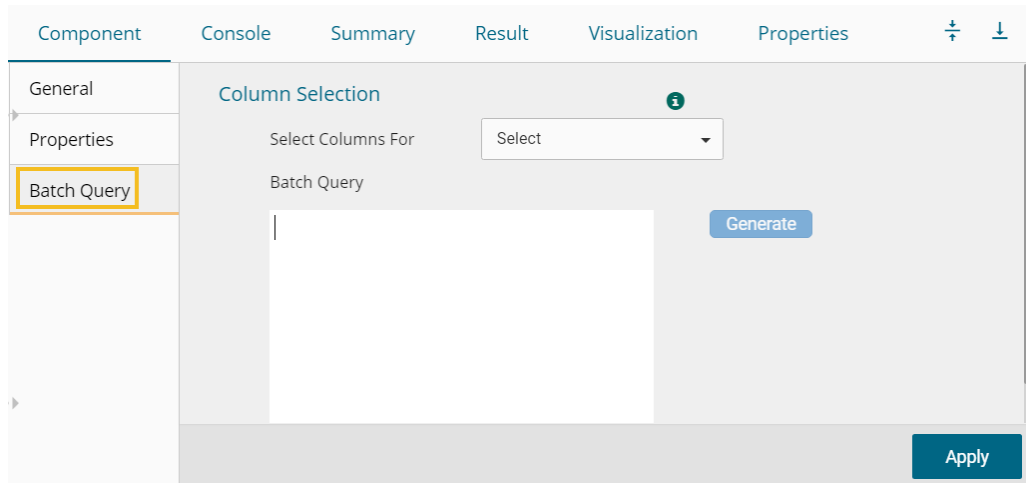 Component Console Summary Result Visualization Properties
General
Properties
Batch Query
Column Selection
Select Columns For Select
Batch Query
Generate
Apply